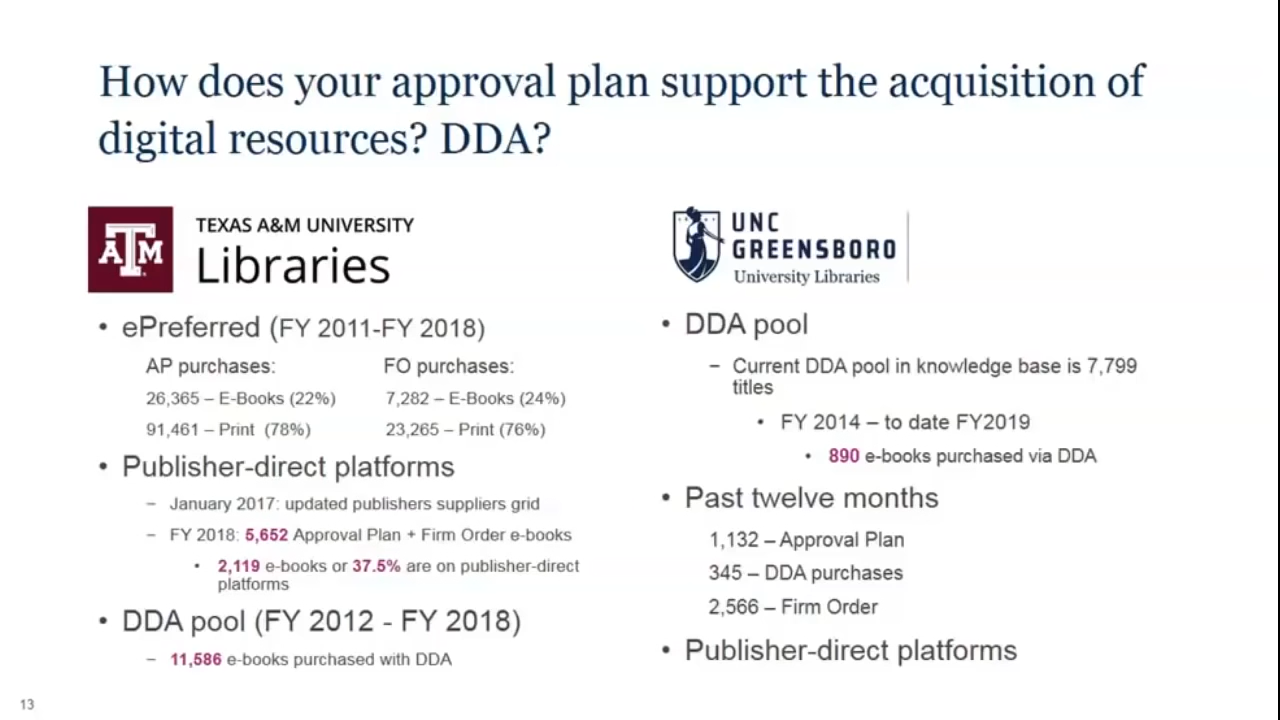 How does your approval plan support the acquisition of
digital resources? DDA?
ATM
TEXAS A&M UNIVERSITY
Libraries
• ePreferred (FY 2011-FY 2018)
AP purchases:
26,365 – E-Books (22%)
91,461 – Print (78%)
FO purchases:
7,282 – E-Books (24%)
23,265 – Print (76%)
• Publisher-direct platforms
– January 2017: updated publishers suppliers grid
– FY 2018: 5,652 Approval Plan + Firm Order e-books
• 2,119 e-books or 37.5% are on publisher-direct
platforms
• DDA pool (FY 2012 - FY 2018)
– 11,586 e-books purchased with DDA
UNC
GREENSBORO
University Libraries
• DDA pool
– Current DDA pool in knowledge base is 7,799
titles
• FY 2014 – to date FY2019
• 890 e-books purchased via DDA
• Past twelve months
1,132 – Approval Plan
345 – DDA purchases
2,566 – Firm Order
• Publisher-direct platforms
13